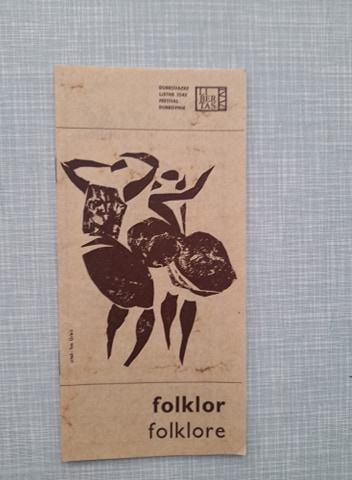 DUBROVAČKE
LJETNE IGRE
FESTIVAL
DUBROVNIK
LI
BER
TAS
folklor
folklore